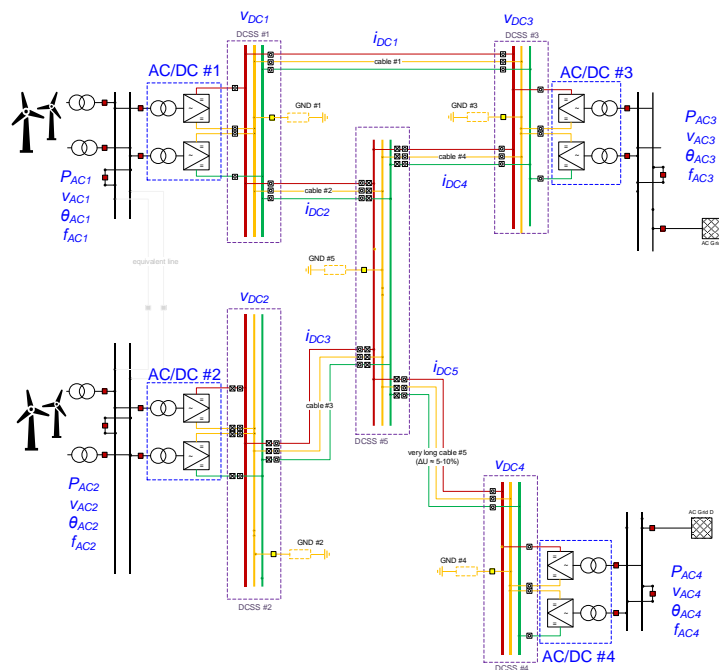 vDC1
iDC1
vDC3
DCSS #1
DCSS #3
AC/DC #1
cable #1
AC/DC #3
GND #1
GND #3
PAC3
vAC3
θAC3
fAC3
PAC1
vAC1
θAC1
fAC1
cable #4
cable #2
iDC2
iDC4
AC Grid
equivalent line
GND #5
vDC2
iDC3
iDC5
AC/DC #2
cable #3
DCSS #5
very long cable #5
(ΔU ≈ 5-10%)
vDC4
PAC2
vAC2
θAC2
fAC2
AC Grid D
GND #2
GND #4
PAC4
vAC4
θAC4
fAC4
DCSS #2
AC/DC #4
DCSS #4